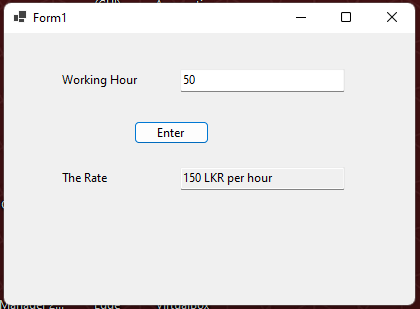 Form1
Working Hour 50
Enter
The Rate 150 LKR per hour